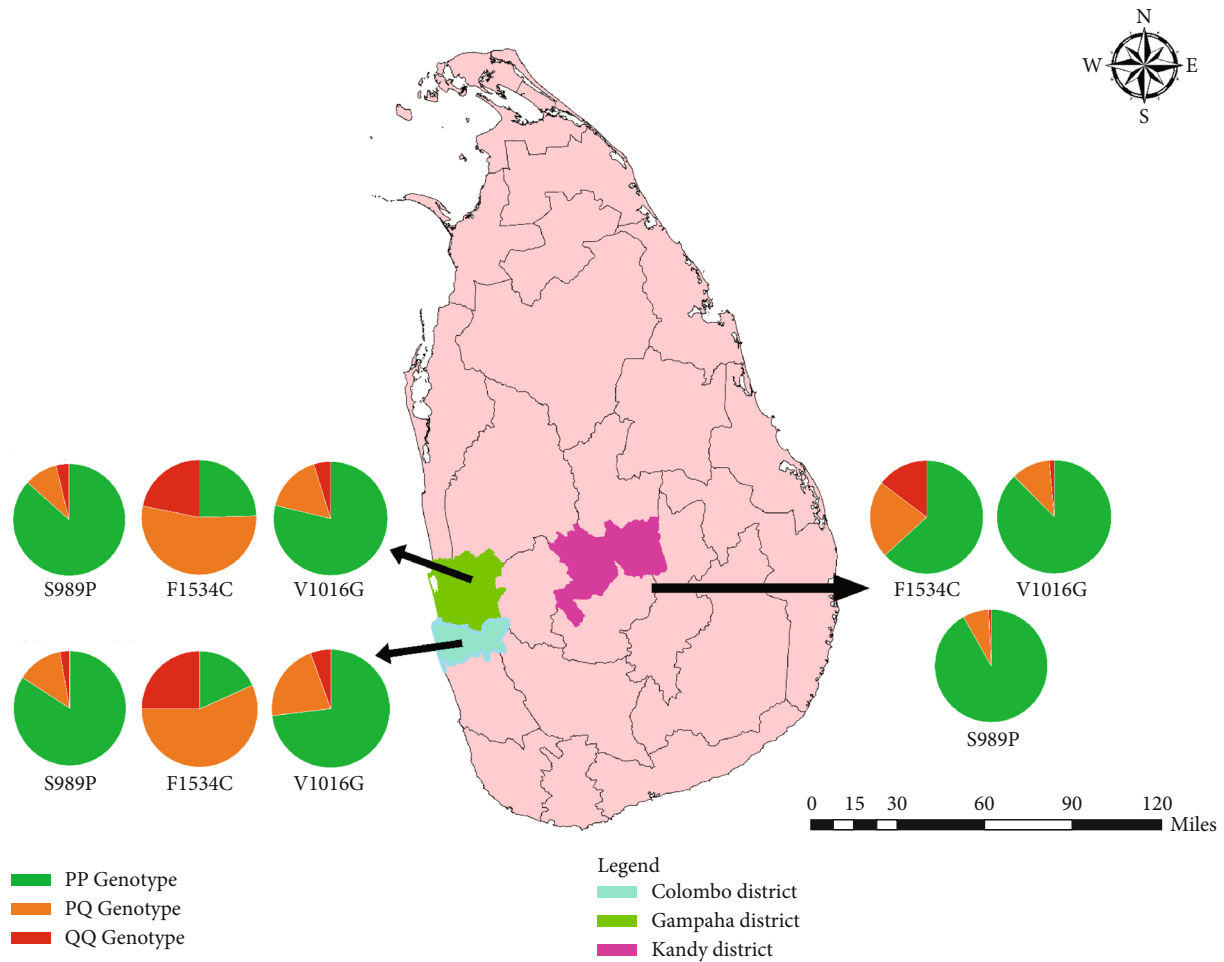 N
W E
S
S989P F1534C V1016G
F1534C V1016G
S989P
S989P F1534C V1016G
0 15 30 60 90 120
Miles
PP Genotype
PQ Genotype
QQ Genotype
Legend
Colombo district
Gampaha district
Kandy district